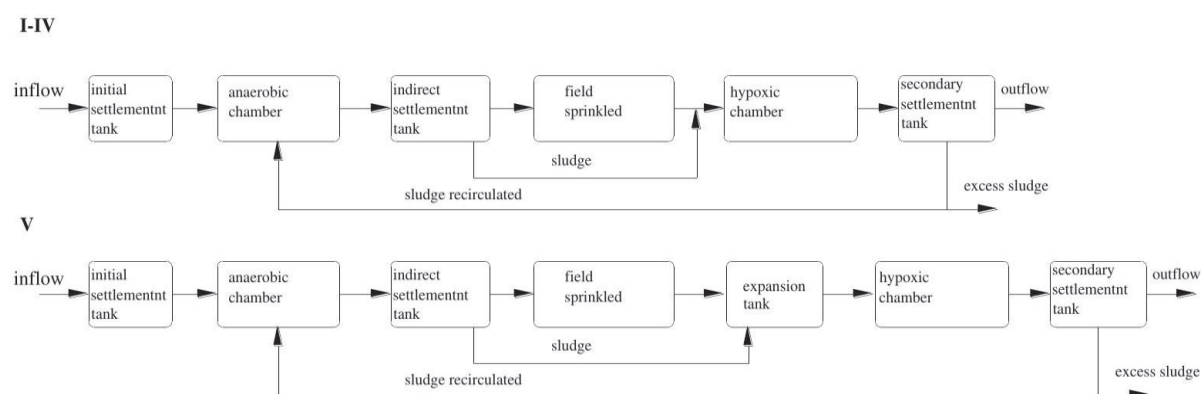 I-IV
inflow
initial
settlementnt
tank
anaerobic
chamber
indirect
settlementnt
tank
field
sprinkled
hypoxic
chamber
secondary
settlementnt
tank
outflow
sludge
sludge recirculated
excess sludge
V
inflow
initial
settlementnt
tank
anaerobic
chamber
indirect
settlementnt
tank
field
sprinkled
expansion
tank
hypoxic
chamber
secondary
settlementnt
tank
outflow
sludge
sludge recirculated
excess sludge